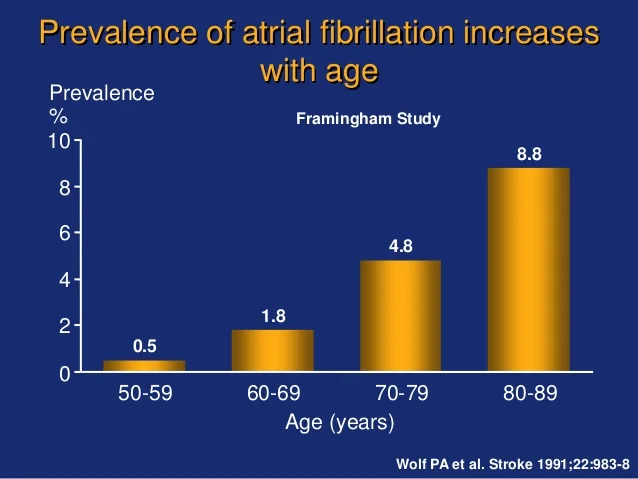 Prevalence of atrial fibrillation increases
with age
Prevalence
%
Framingham Study
10
8
6
4
2
0
0.5
1.8
4.8
8.8
50-59 60-69 70-79 80-89
Age (years)
Wolf PA et al. Stroke 1991;22:983-8